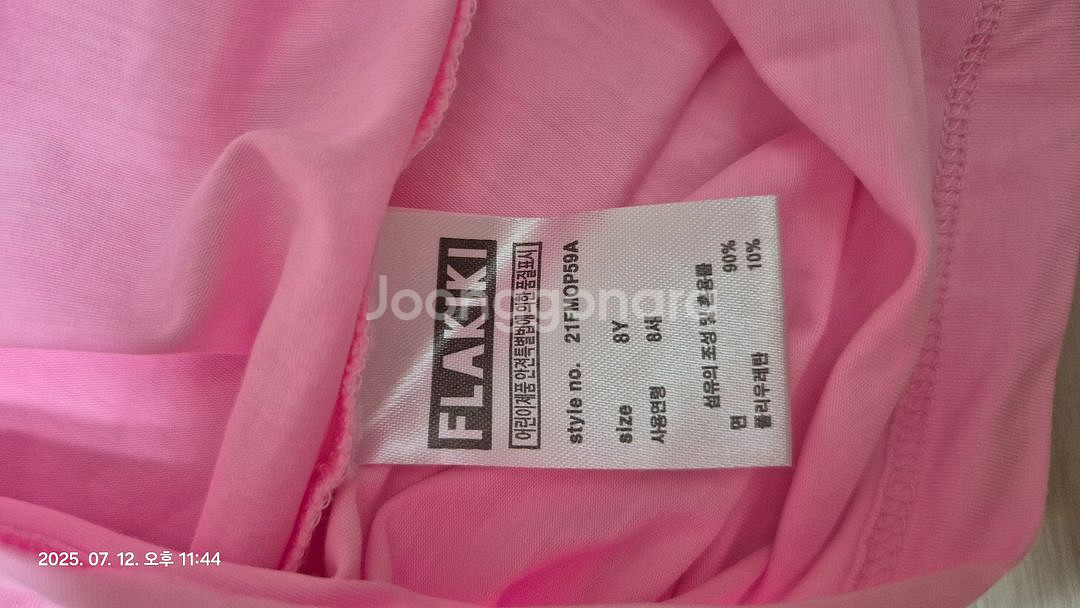 FLAKIKI
어린이제품 안전특별법에 의한 품질표시
style no. 21FMOP59A
size 8Y
사용연령 8세
섬유의 조성 및 혼용률
면 90%
폴리우레탄 10%
Joonggonara
2025. 07. 12. 오후 11:44